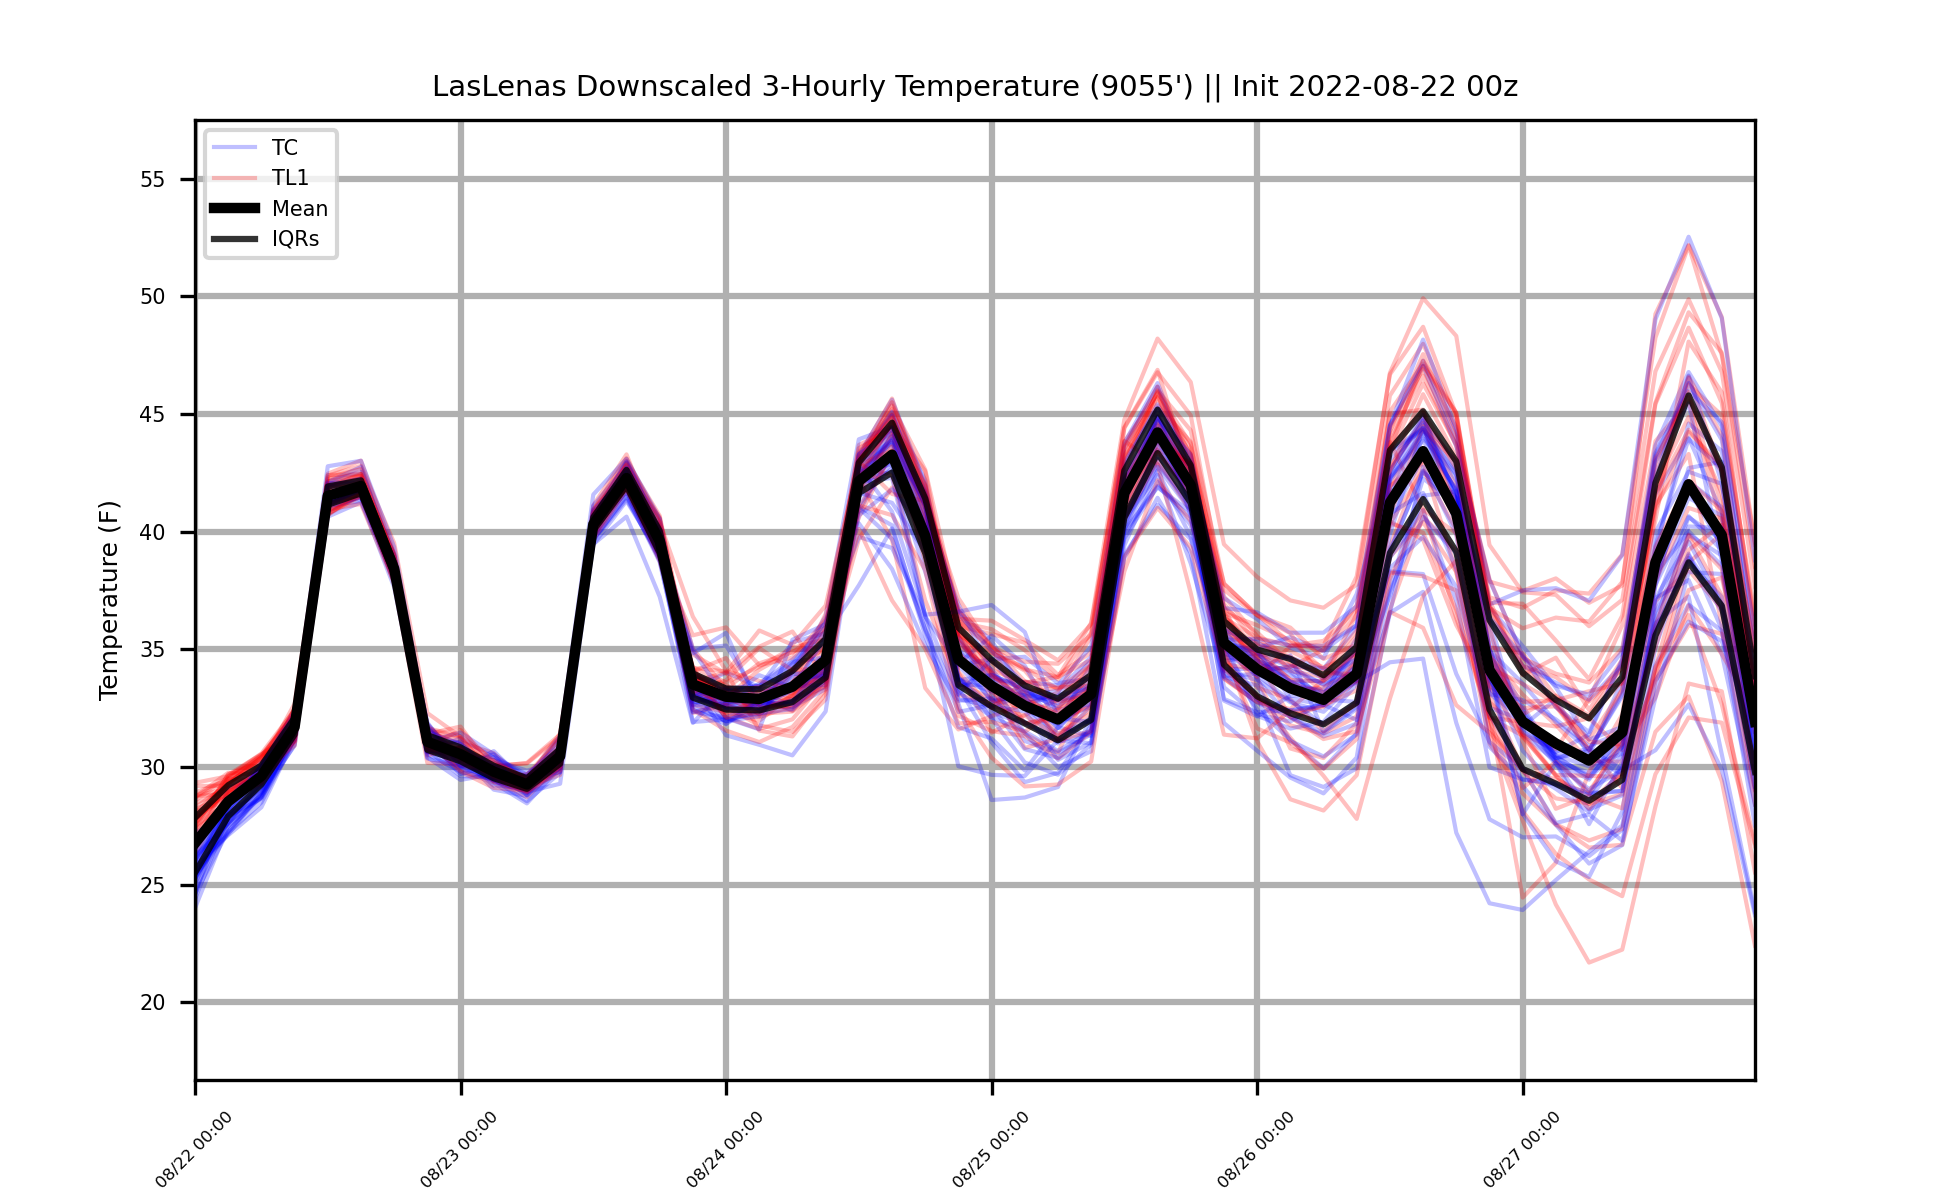 LasLenas Downscaled 3-Hourly Temperature (9055') || Init 2022-08-22 00z
TC
TL1
Mean
IQRs
Temperature (F)
55
50
45
40
35
30
25
20
08/22 00:00
08/23 00:00
08/24 00:00
08/25 00:00
08/26 00:00
08/27 00:00